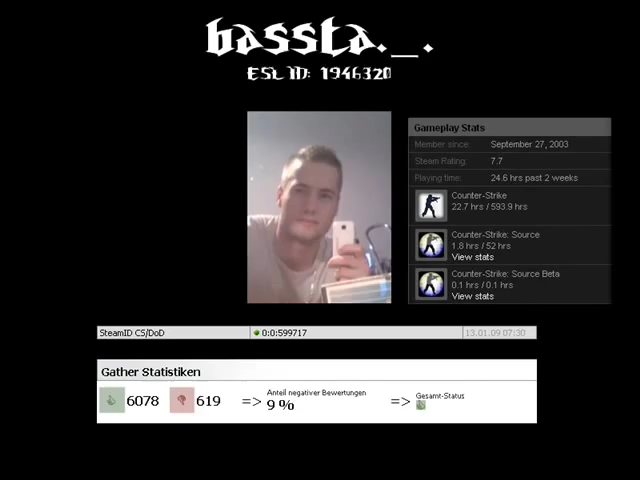 bassta._.
ESL ID: 1946320
Gameplay Stats
Member since: September 27, 2003
Steam Rating: 7.7
Playing time: 24.6 hrs past 2 weeks
Counter-Strike
22.7 hrs / 593.9 hrs
Counter-Strike: Source
1.8 hrs / 52 hrs
View stats
Counter-Strike: Source Beta
0.1 hrs / 0.1 hrs
View stats
SteamID CS/DoD 0:0:599717 13.01.09 07:30
Gather Statistiken
6078 619 => Anteil negativer Bewertungen 9 % => Gesamt-Status